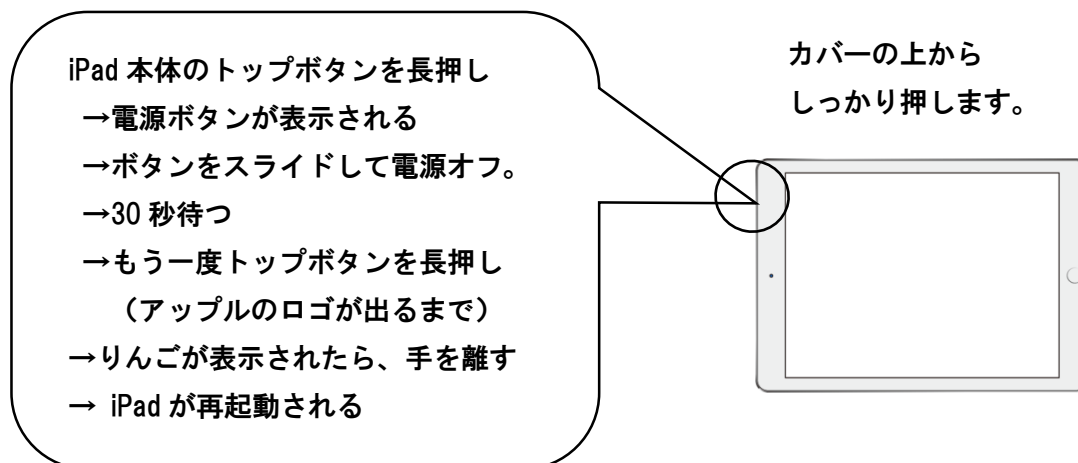 iPad 本体のトップボタンを長押し
→電源ボタンが表示される
→ボタンをスライドして電源オフ。
→30 秒待つ
→もう一度トップボタンを長押し
（アップルのロゴが出るまで）
→りんごが表示されたら、手を離す
→ iPad が再起動される
カバーの上から
しっかり押します。